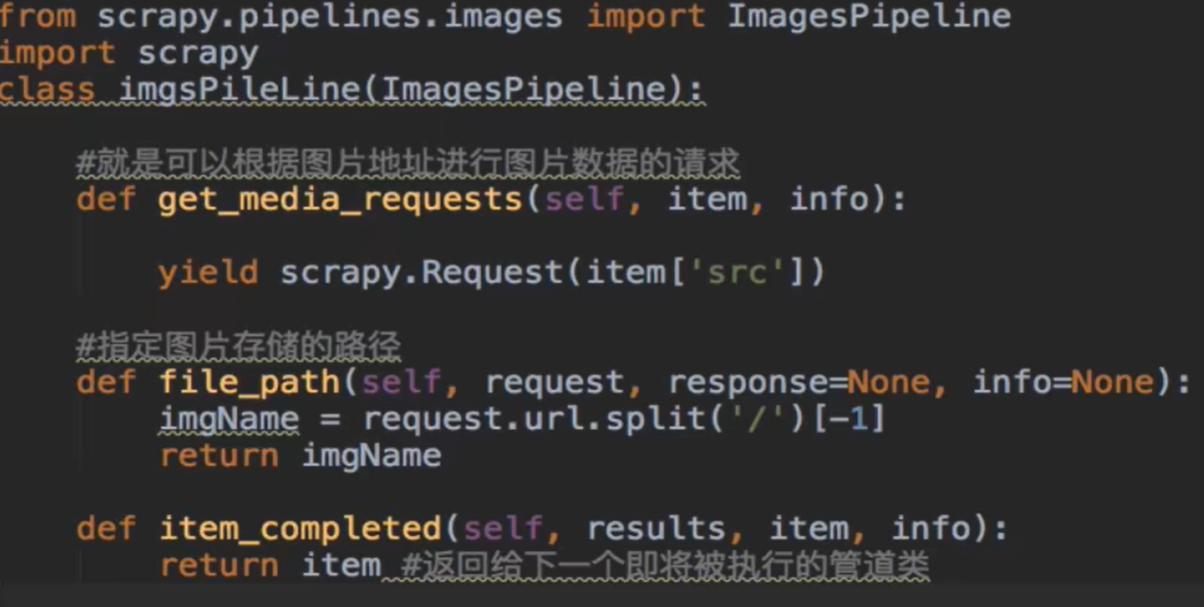 from scrapy.pipelines.images import ImagesPipeline
import scrapy
class imgsPileLine(ImagesPipeline):
#就是可以根据图片地址进行图片数据的请求
def get_media_requests(self, item, info):
yield scrapy.Request(item['src'])
#指定图片存储的路径
def file_path(self, request, response=None, info=None):
imgName = request.url.split('/')[-1]
return imgName
def item_completed(self, results, item, info):
return item #返回给下一个即将被执行的管道类